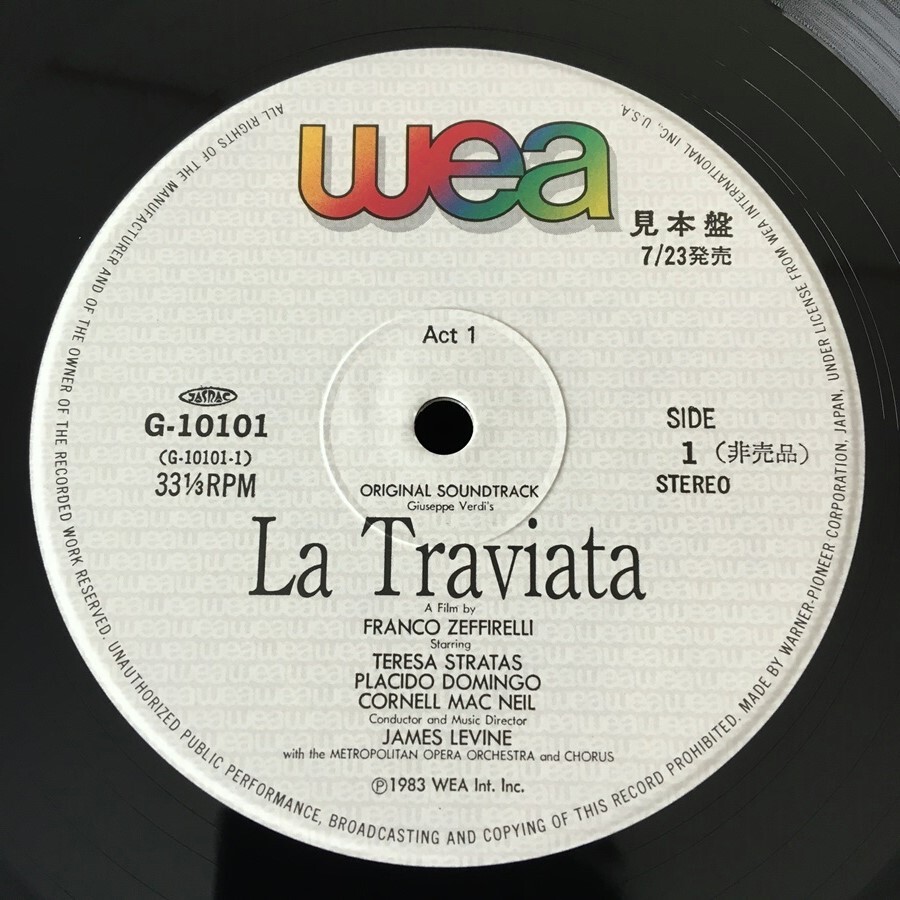 wea
見本盤
7/23発売
Act 1
JASRAC
G-10101
(G-10101-1)
33⅓RPM
SIDE
1 (非売品)
STEREO
ORIGINAL SOUNDTRACK
Giuseppe Verdi's
La Traviata
A Film by
FRANCO ZEFFIRELLI
Starring
TERESA STRATAS
PLACIDO DOMINGO
CORNELL MAC NEIL
Conductor and Music Director
JAMES LEVINE
with the METROPOLITAN OPERA ORCHESTRA and CHORUS
℗1983 WEA Int. Inc.
ALL RIGHTS OF THE MANUFACTURER AND OF THE OWNER OF THE RECORDED WORK RESERVED. UNAUTHORIZED PUBLIC PERFORMANCE, BROADCASTING AND COPYING OF THIS RECORD PROHIBITED. MADE BY WARNER-PIONEER CORPORATION, JAPAN, UNDER LICENSE FROM WEA INTERNATIONAL INC., U.S.A.